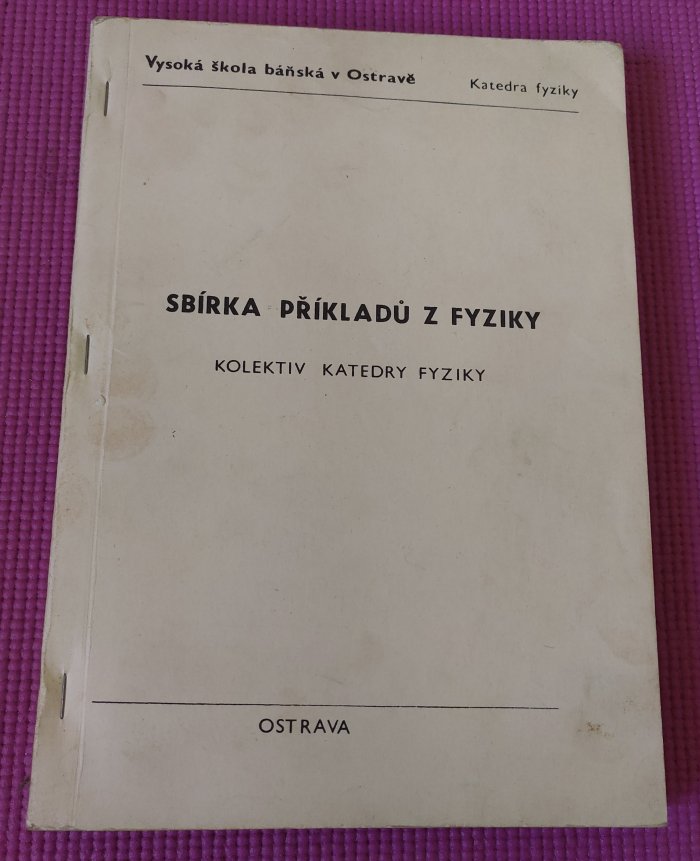 Vysoká škola báňská v Ostravě
Katedra fyziky
SBÍRKA PŘÍKLADŮ Z FYZIKY
KOLEKTIV KATEDRY FYZIKY
OSTRAVA